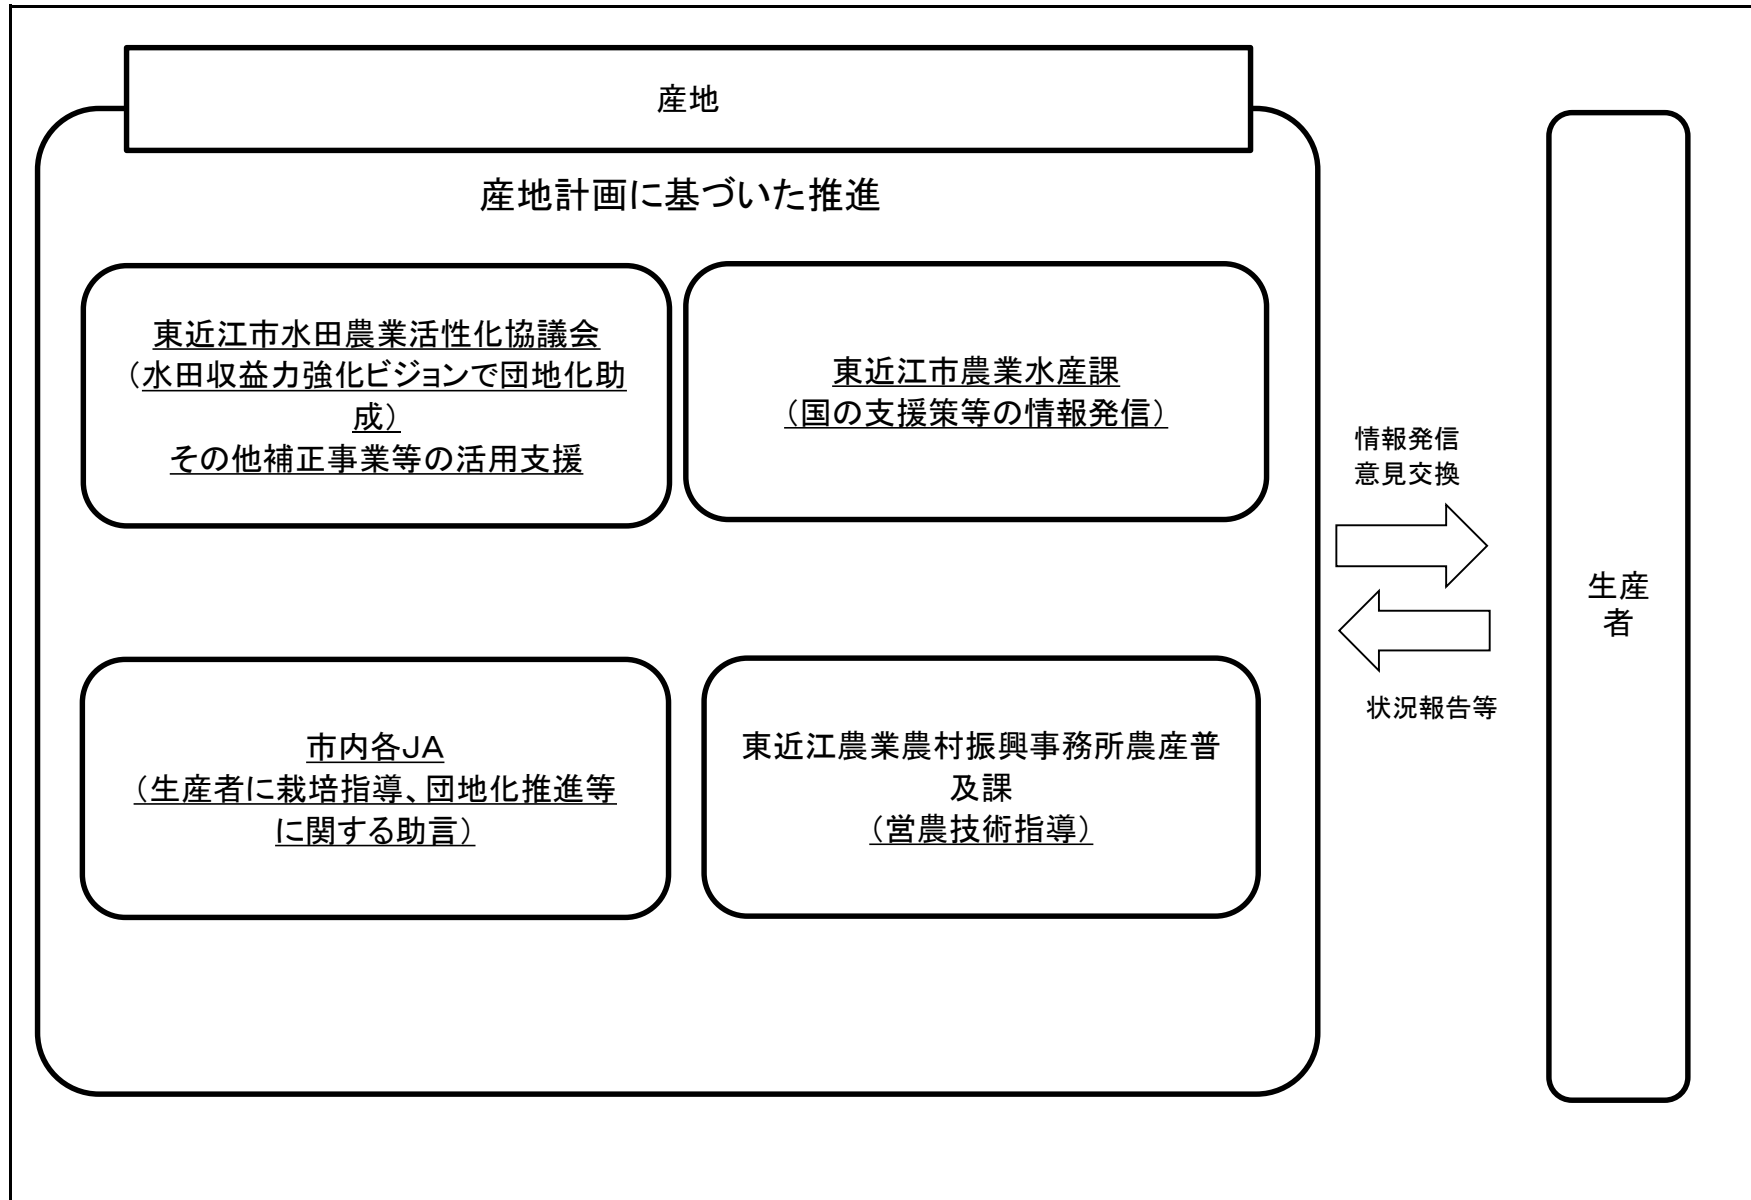 産地
産地計画に基づいた推進
東近江市水田農業活性化協議会
（水田収益力強化ビジョンで団地化助
成）
その他補正事業等の活用支援
東近江市農業水産課
（国の支援策等の情報発信）
市内各JA
（生産者に栽培指導、団地化推進等
に関する助言）
東近江農業農村振興事務所農産普
及課
（営農技術指導）
情報発信
意見交換
状況報告等
生産
者